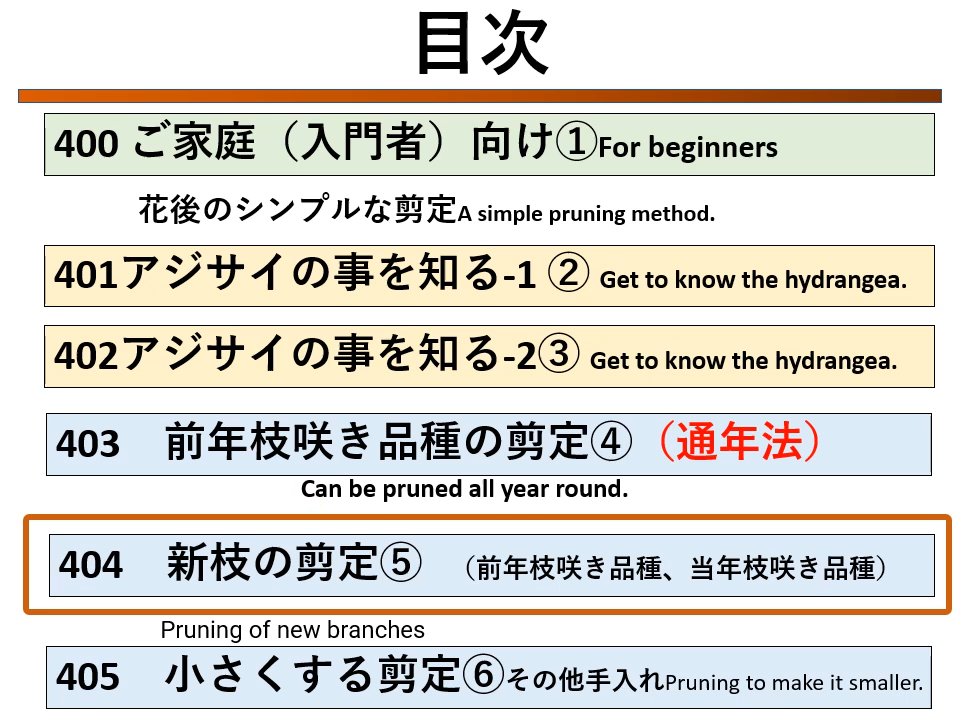 目次
400 ご家庭（入門者）向け①For beginners
花後のシンプルな剪定A simple pruning method.
401アジサイの事を知る-1 ② Get to know the hydrangea.
402アジサイの事を知る-2③ Get to know the hydrangea.
403　前年枝咲き品種の剪定④（通年法）
Can be pruned all year round.
404　新枝の剪定⑤　（前年枝咲き品種、当年枝咲き品種）
Pruning of new branches
405　小さくする剪定⑥その他手入れPruning to make it smaller.